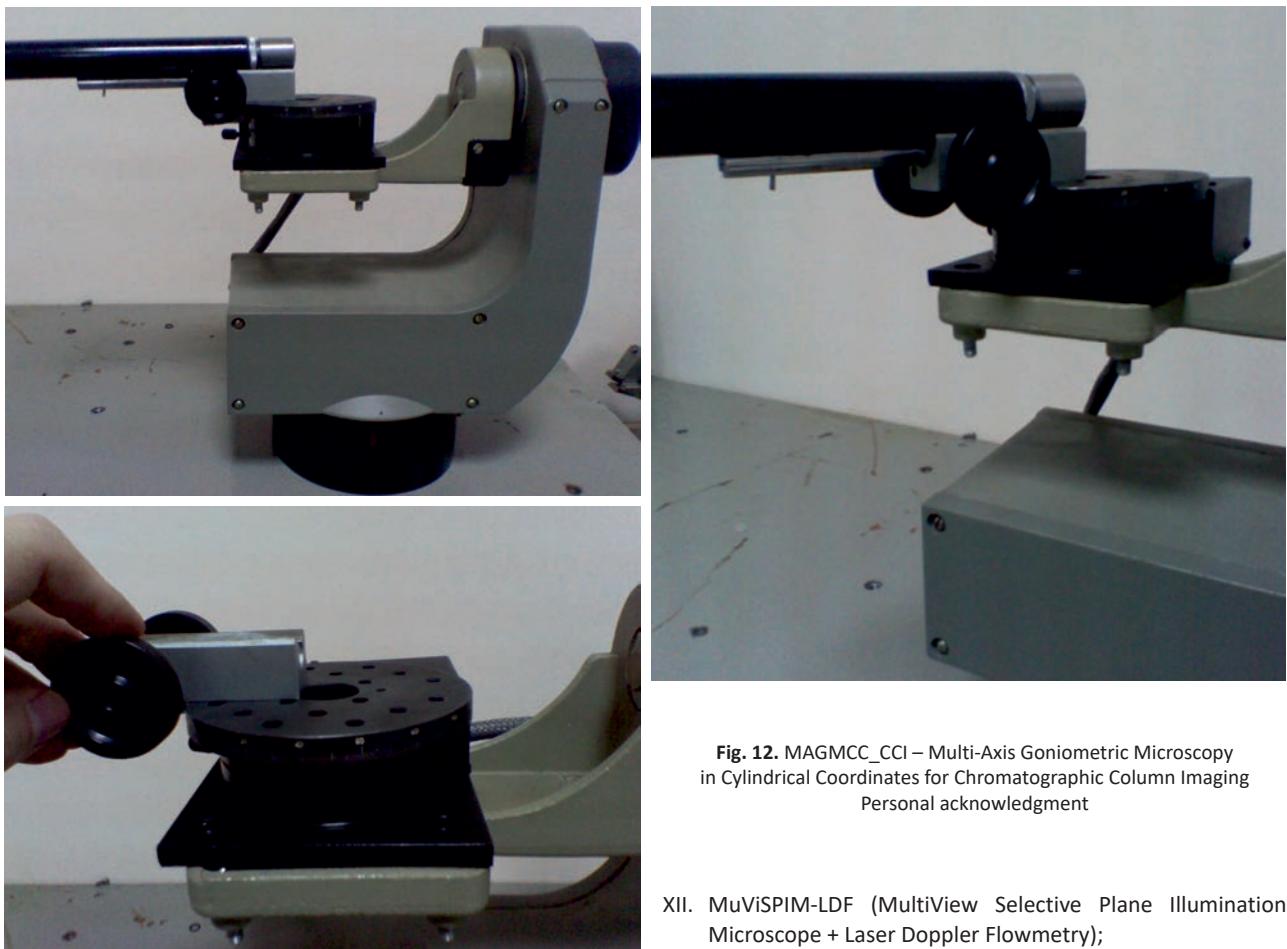 Fig. 12. MAGMCC_CCI – Multi-Axis Goniometric Microscopy
in Cylindrical Coordinates for Chromatographic Column Imaging
Personal acknowledgment
XII. MuViSPIM-LDF (MultiView Selective Plane Illumination
Microscope + Laser Doppler Flowmetry);